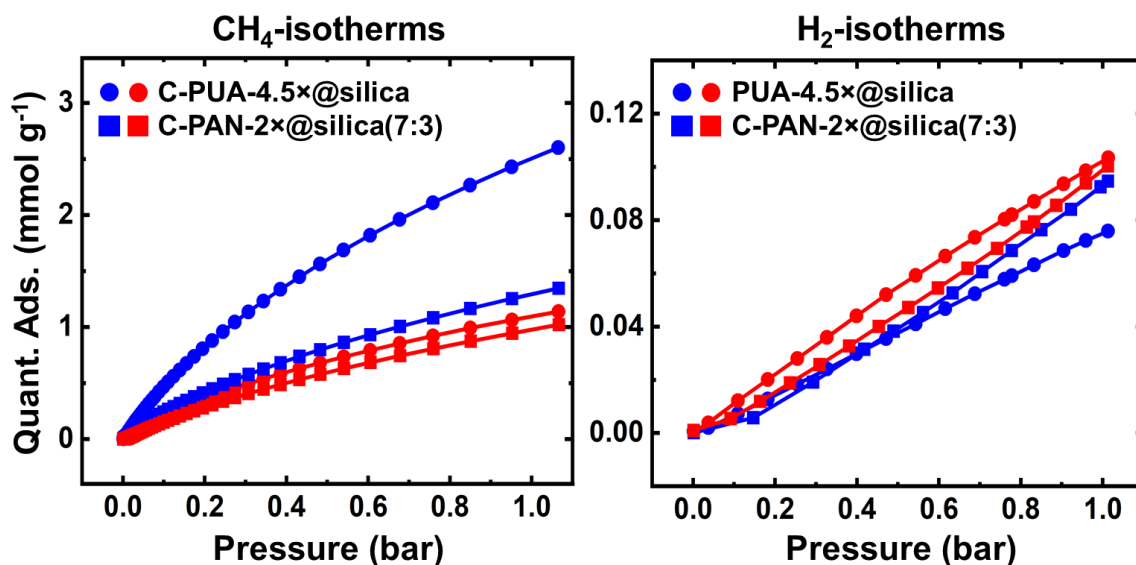 CH₄-isotherms
C-PUA-4.5×@silica
C-PAN-2×@silica(7:3)
Quant. Ads. (mmol g⁻¹)
3
2
1
0
0.0 0.2 0.4 0.6 0.8 1.0
Pressure (bar)
H₂-isotherms
PUA-4.5×@silica
C-PAN-2×@silica(7:3)
0.12
0.08
0.04
0.00
0.0 0.2 0.4 0.6 0.8 1.0
Pressure (bar)